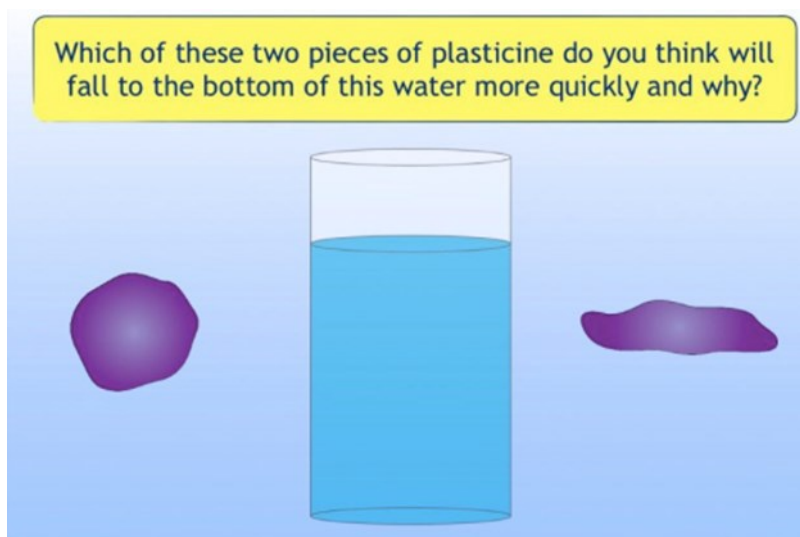 Which of these two pieces of plasticine do you think will
fall to the bottom of this water more quickly and why?